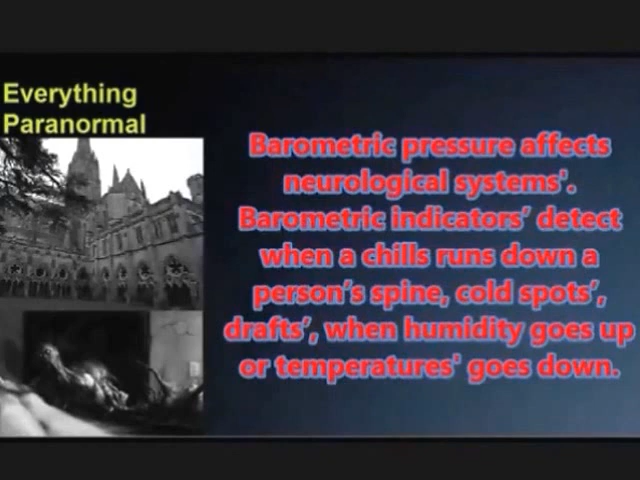 Everything
Paranormal
Barometric pressure affects
neurological systems'.
Barometric indicators’ detect
when a chills runs down a
person’s spine, cold spots’,
drafts’, when humidity goes up
or temperatures' goes down.